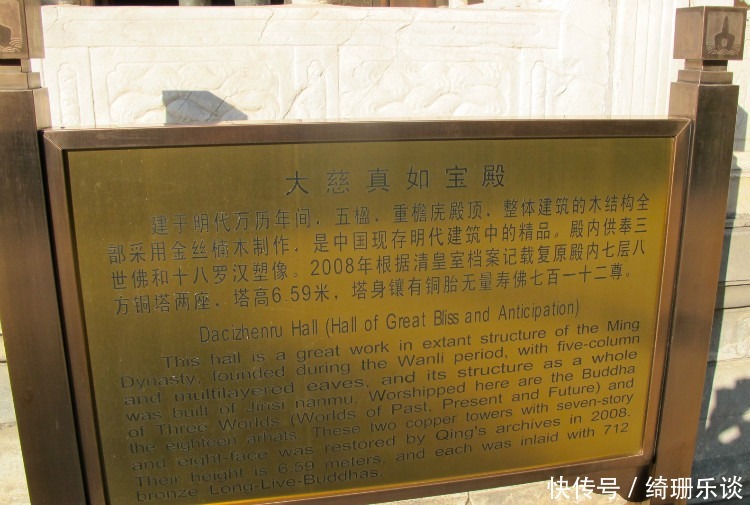 大慈真如宝殿
建于明代万历年间，五楹，重檐庑殿顶，整体建筑的木结构全
部采用金丝楠木制作，是中国现存明代建筑中的精品。殿内供奉三
世佛和十八罗汉塑像。2008年根据清皇室档案记载复原殿内七层八
方铜塔两座，塔高6.59米，塔身镶有铜胎无量寿佛七百一十二尊。
Dacizhenru Hall (Hall of Great Bliss and Anticipation)
This hall is a great work in extant structure of the Ming
Dynasty, founded during the Wanli period, with five-column
and multilayered eaves, and its structure as a whole
was built of Jinsi nanmu. Worshipped here are the Buddha
of Three Worlds (Worlds of Past, Present and Future) and
the eighteen arhats. These two copper towers with seven-story
and eight-face was restored by Qing's archives in 2008.
Their height is 6.59 meters, and each was inlaid with 712
bronze Long-Live-Buddhas.
快传号 / 绮珊乐谈